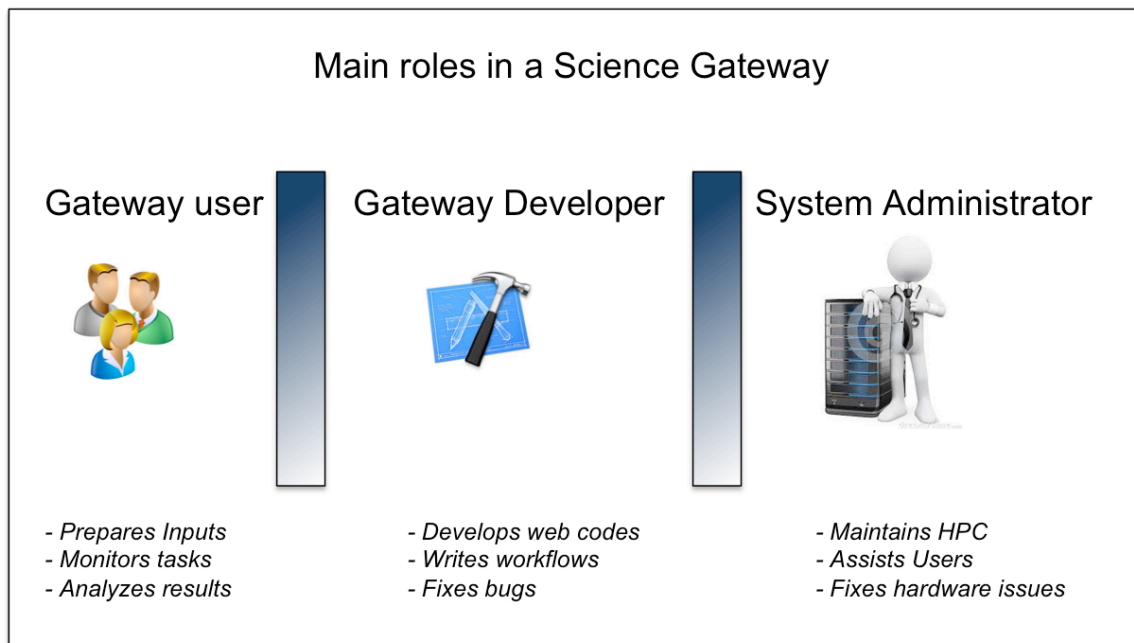 Main roles in a Science Gateway
Gateway user
Gateway Developer
System Administrator
- Prepares Inputs
- Monitors tasks
- Analyzes results
- Develops web codes
- Writes workflows
- Fixes bugs
- Maintains HPC
- Assists Users
- Fixes hardware issues